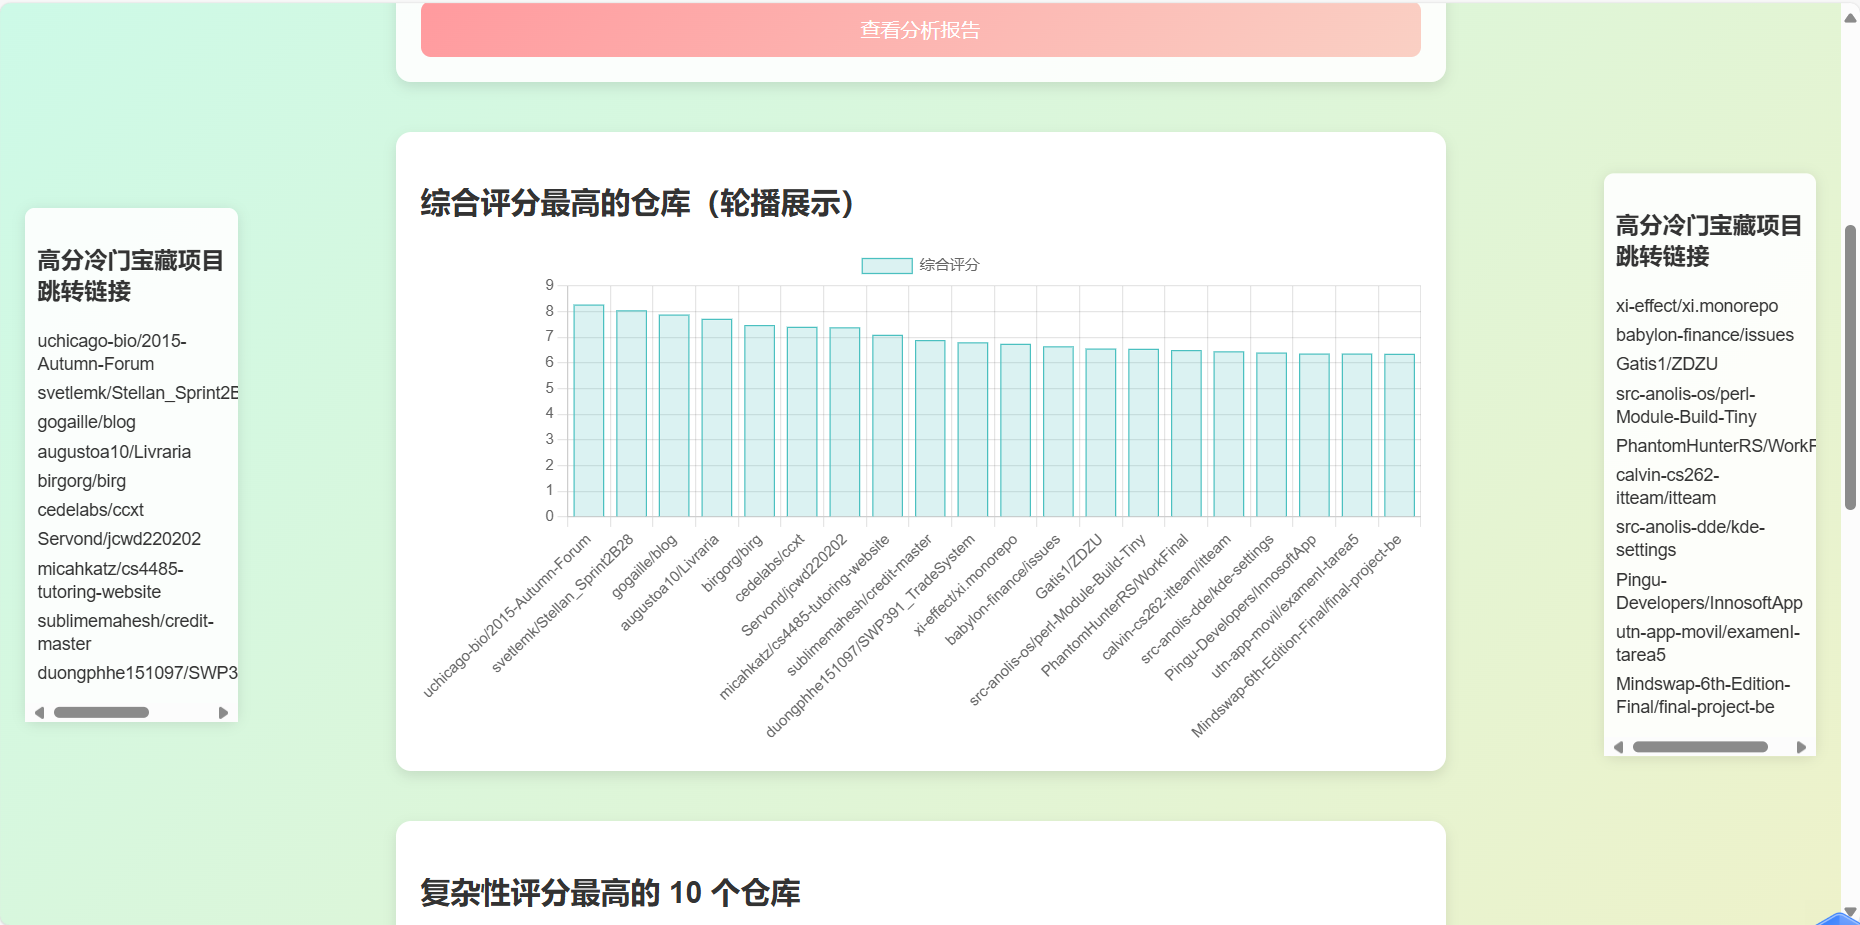 查看分析报告
综合评分最高的仓库（轮播展示）
综合评分
9
8
7
6
5
4
3
2
1
0
uchicago-bio/2015-Autumn-Forum
svetlemk/Stellan_Sprint2B28
gogaille/blog
augustoa10/Livraria
birgorg/birg
cedelabs/ccxt
Servond/jcwd220202
micahkatz/cs4485-tutoring-website
sublimemahesh/credit-master
duongphhe151097/SWP391_TradeSystem
xi-effect/xi.monorepo
babylon-finance/issues
Gatis1/ZDZU
src-anolis-os/perl-Module-Build-Tiny
PhantomHunterRS/WorkFinal
calvin-cs262-itteam/itteam
src-anolis-dde/kde-settings
Pingu-Developers/InnosoftApp
utn-app-movil/examenI-tarea5
Mindswap-6th-Edition-Final/final-project-be
高分冷门宝藏项目
跳转链接
uchicago-bio/2015-
Autumn-Forum
svetlemk/Stellan_Sprint2B
gogaille/blog
augustoa10/Livraria
birgorg/birg
cedelabs/ccxt
Servond/jcwd220202
micahkatz/cs4485-
tutoring-website
sublimemahesh/credit-
master
duongphhe151097/SWP3
高分冷门宝藏项目
跳转链接
xi-effect/xi.monorepo
babylon-finance/issues
Gatis1/ZDZU
src-anolis-os/perl-
Module-Build-Tiny
PhantomHunterRS/WorkF
calvin-cs262-
itteam/itteam
src-anolis-dde/kde-
settings
Pingu-
Developers/InnosoftApp
utn-app-movil/examenI-
tarea5
Mindswap-6th-Edition-
Final/final-project-be
复杂性评分最高的 10 个仓库